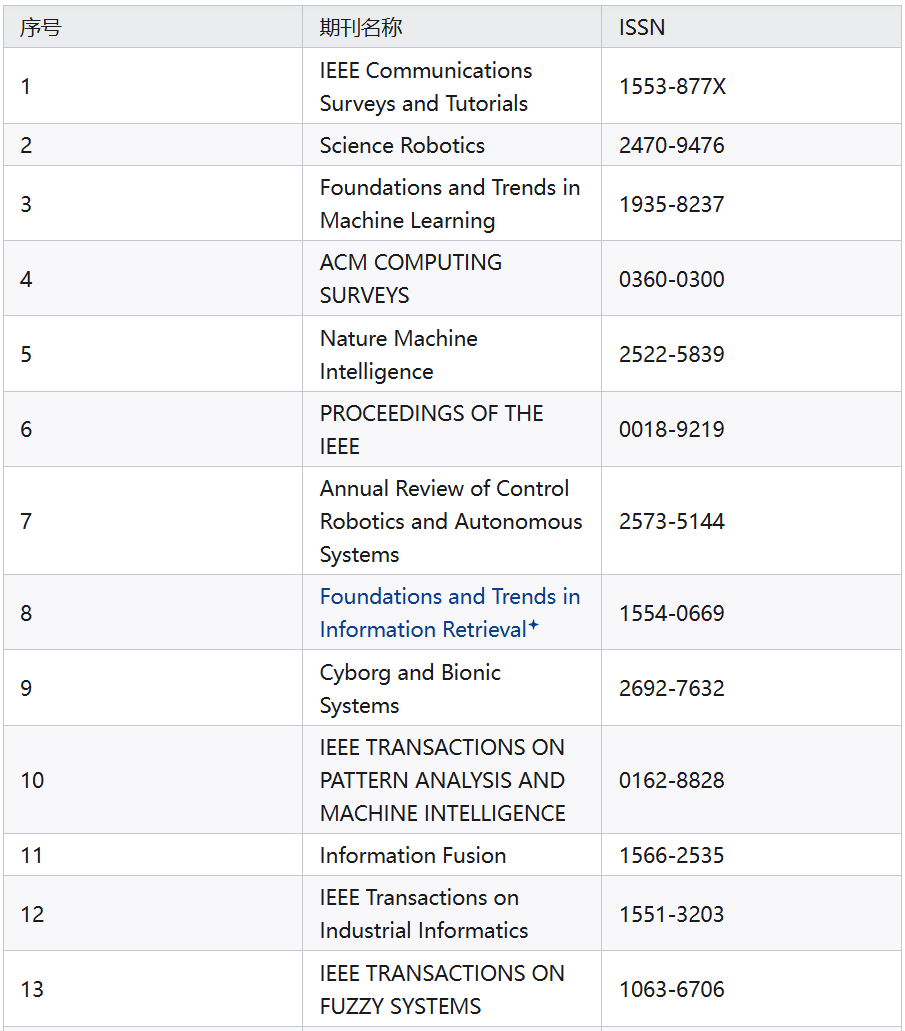 序号 期刊名称 ISSN
1 IEEE Communications Surveys and Tutorials 1553-877X
2 Science Robotics 2470-9476
3 Foundations and Trends in Machine Learning 1935-8237
4 ACM COMPUTING SURVEYS 0360-0300
5 Nature Machine Intelligence 2522-5839
6 PROCEEDINGS OF THE IEEE 0018-9219
7 Annual Review of Control Robotics and Autonomous Systems 2573-5144
8 Foundations and Trends in Information Retrieval 1554-0669
9 Cyborg and Bionic Systems 2692-7632
10 IEEE TRANSACTIONS ON PATTERN ANALYSIS AND MACHINE INTELLIGENCE 0162-8828
11 Information Fusion 1566-2535
12 IEEE Transactions on Industrial Informatics 1551-3203
13 IEEE TRANSACTIONS ON FUZZY SYSTEMS 1063-6706